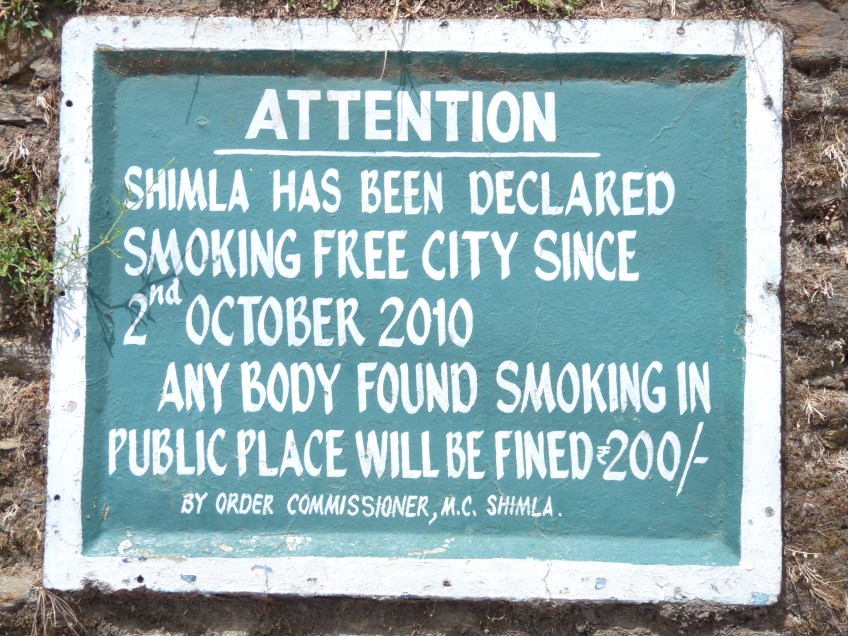 ATTENTION
SHIMLA HAS BEEN DECLARED
SMOKING FREE CITY SINCE
2nd OCTOBER 2010
ANY BODY FOUND SMOKING IN
PUBLIC PLACE WILL BE FINED ₹200/-
BY ORDER COMMISSIONER, M.C. SHIMLA.